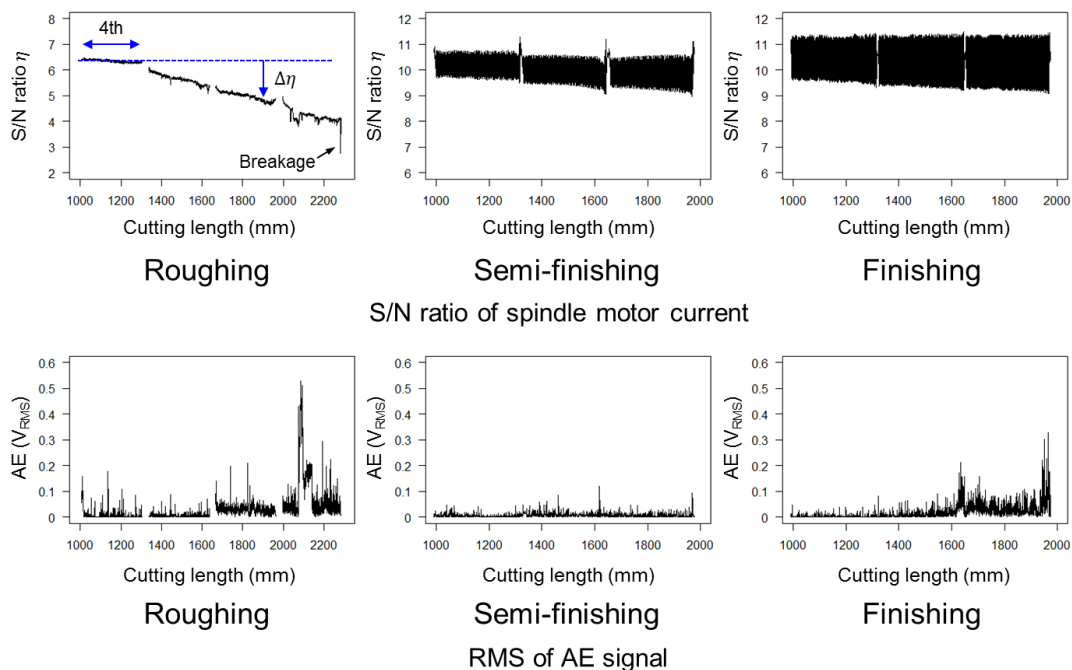 S/N ratio η
8
7
6
5
4
3
2
4th
Δη
Breakage
1000 1200 1400 1600 1800 2000 2200
Cutting length (mm)
Roughing
S/N ratio η
12
11
10
9
8
7
6
1000 1200 1400 1600 1800 2000
Cutting length (mm)
Semi-finishing
S/N ratio η
12
11
10
9
8
7
6
1000 1200 1400 1600 1800 2000
Cutting length (mm)
Finishing
S/N ratio of spindle motor current
AE (V_RMS)
0.6
0.5
0.4
0.3
0.2
0.1
0
1000 1200 1400 1600 1800 2000 2200
Cutting length (mm)
Roughing
AE (V_RMS)
0.6
0.5
0.4
0.3
0.2
0.1
0
1000 1200 1400 1600 1800 2000
Cutting length (mm)
Semi-finishing
AE (V_RMS)
0.6
0.5
0.4
0.3
0.2
0.1
0
1000 1200 1400 1600 1800 2000
Cutting length (mm)
Finishing
RMS of AE signal